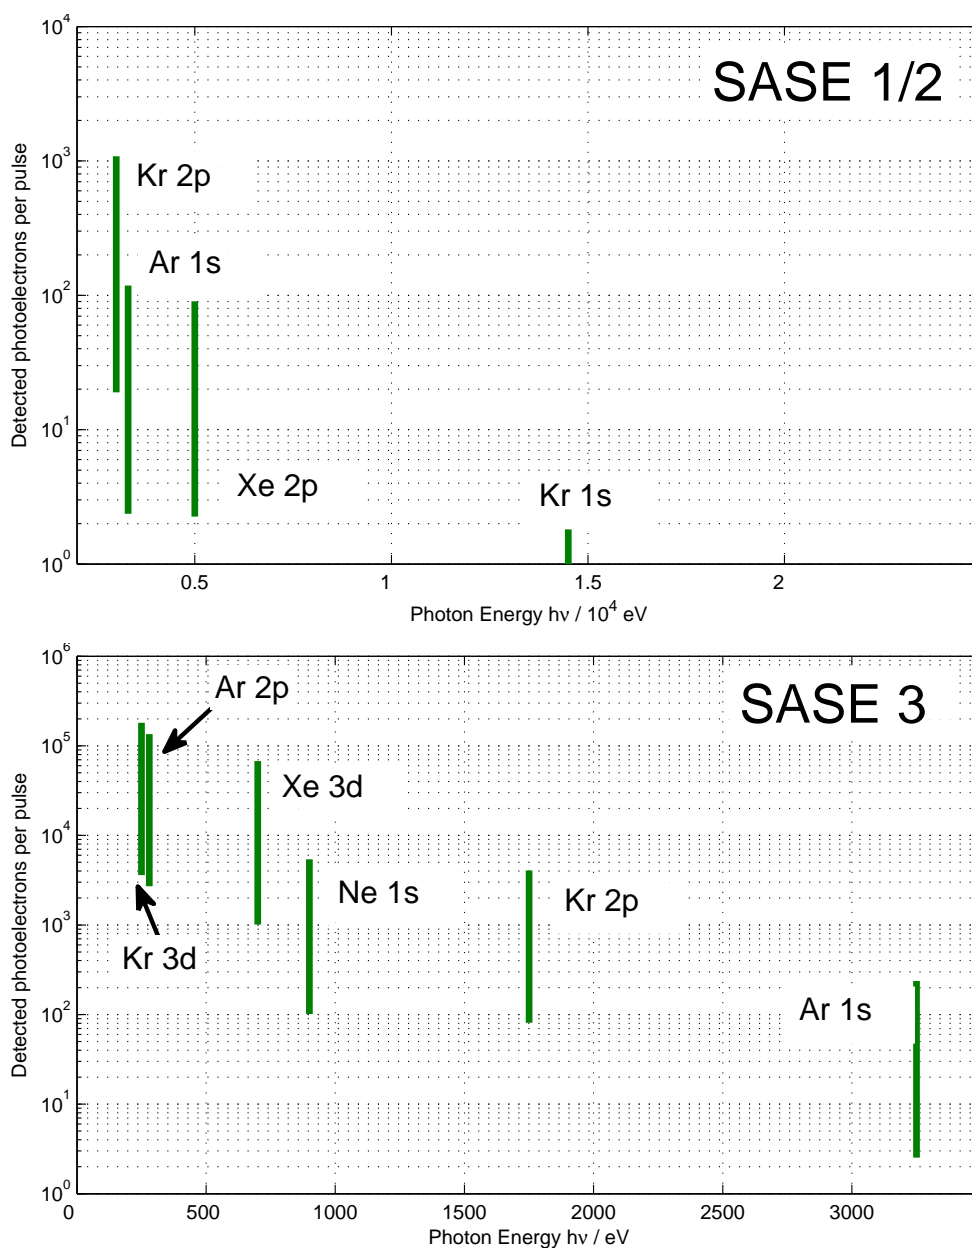 10^4
SASE 1/2
10^3
Kr 2p
Ar 1s
10^2
10^1
Xe 2p
Kr 1s
10^0
0.5 1 1.5 2
Detected photoelectrons per pulse
Photon Energy hν / 10^4 eV
10^6
Ar 2p
SASE 3
10^5
Xe 3d
10^4
Ne 1s
Kr 2p
10^3
Kr 3d
10^2
Ar 1s
10^1
10^0
0 500 1000 1500 2000 2500 3000
Detected photoelectrons per pulse
Photon Energy hν / eV